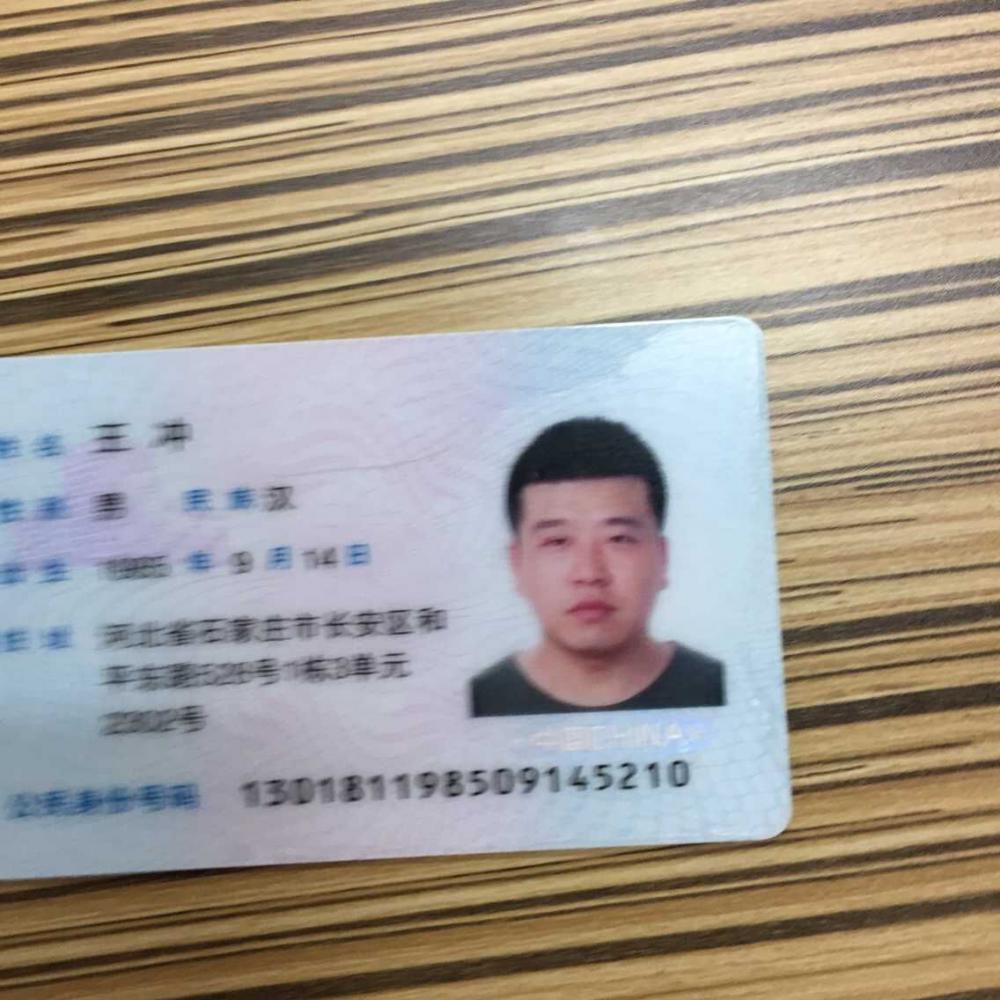 姓名 王冲
性别 男 民族 汉
出生 1985 年 9 月 14 日
住址 河北省石家庄市长安区和
平东路528号1栋3单元
2302号
中国CHINA
公民身份号码 130181198509145210